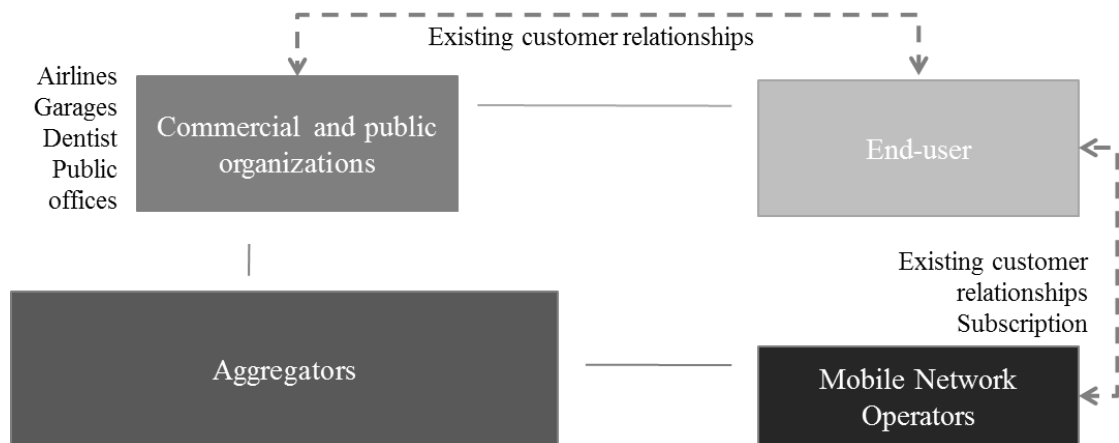 Existing customer relationships
Airlines
Garages
Dentist
Public
offices
Commercial and public
organizations
End-user
Existing customer
relationships
Subscription
Aggregators
Mobile Network
Operators